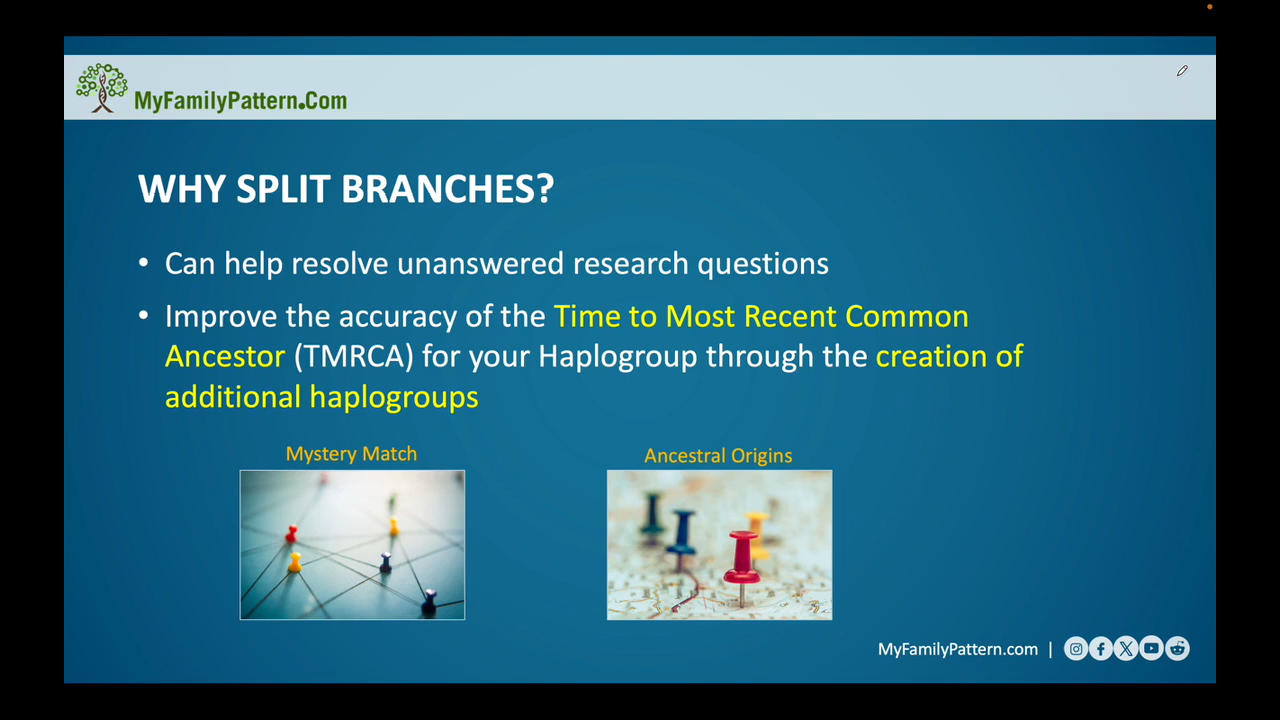 MyFamilyPattern.Com
WHY SPLIT BRANCHES?
• Can help resolve unanswered research questions
• Improve the accuracy of the Time to Most Recent Common
Ancestor (TMRCA) for your Haplogroup through the creation of
additional haplogroups
Mystery Match
Ancestral Origins
MyFamilyPattern.com |